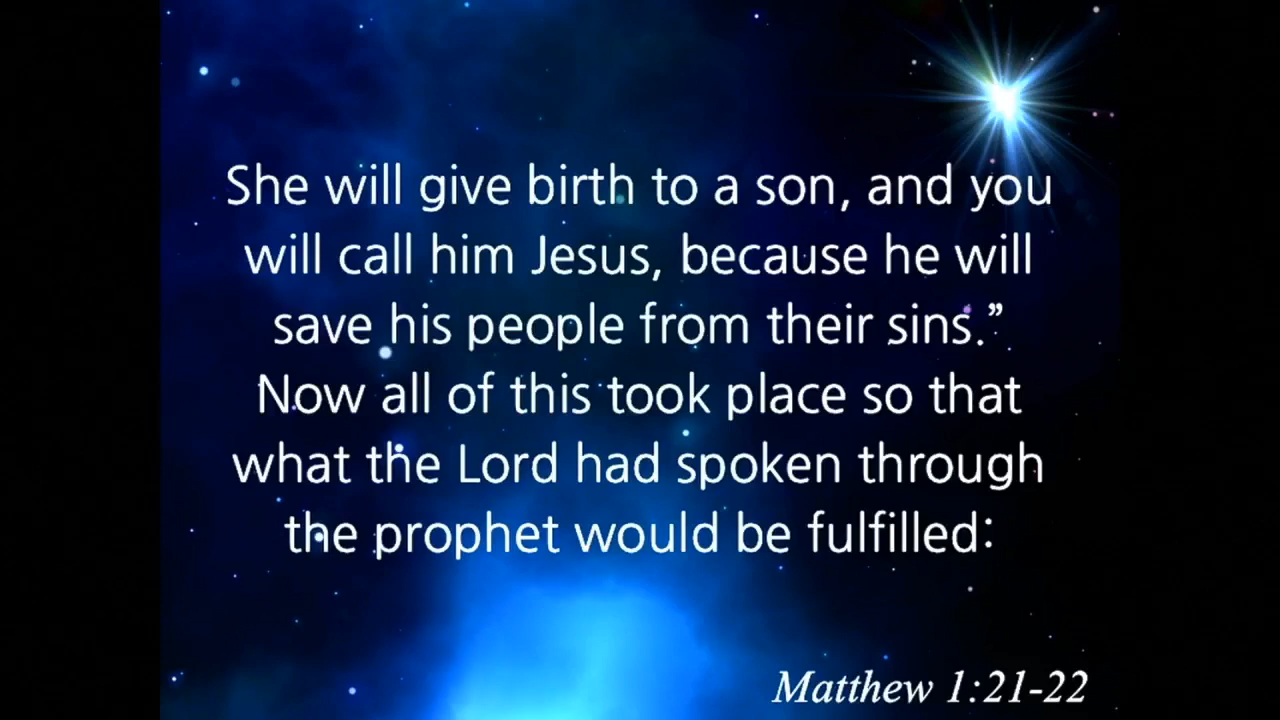 She will give birth to a son, and you
will call him Jesus, because he will
save his people from their sins.”
Now all of this took place so that
what the Lord had spoken through
the prophet would be fulfilled:
Matthew 1:21-22